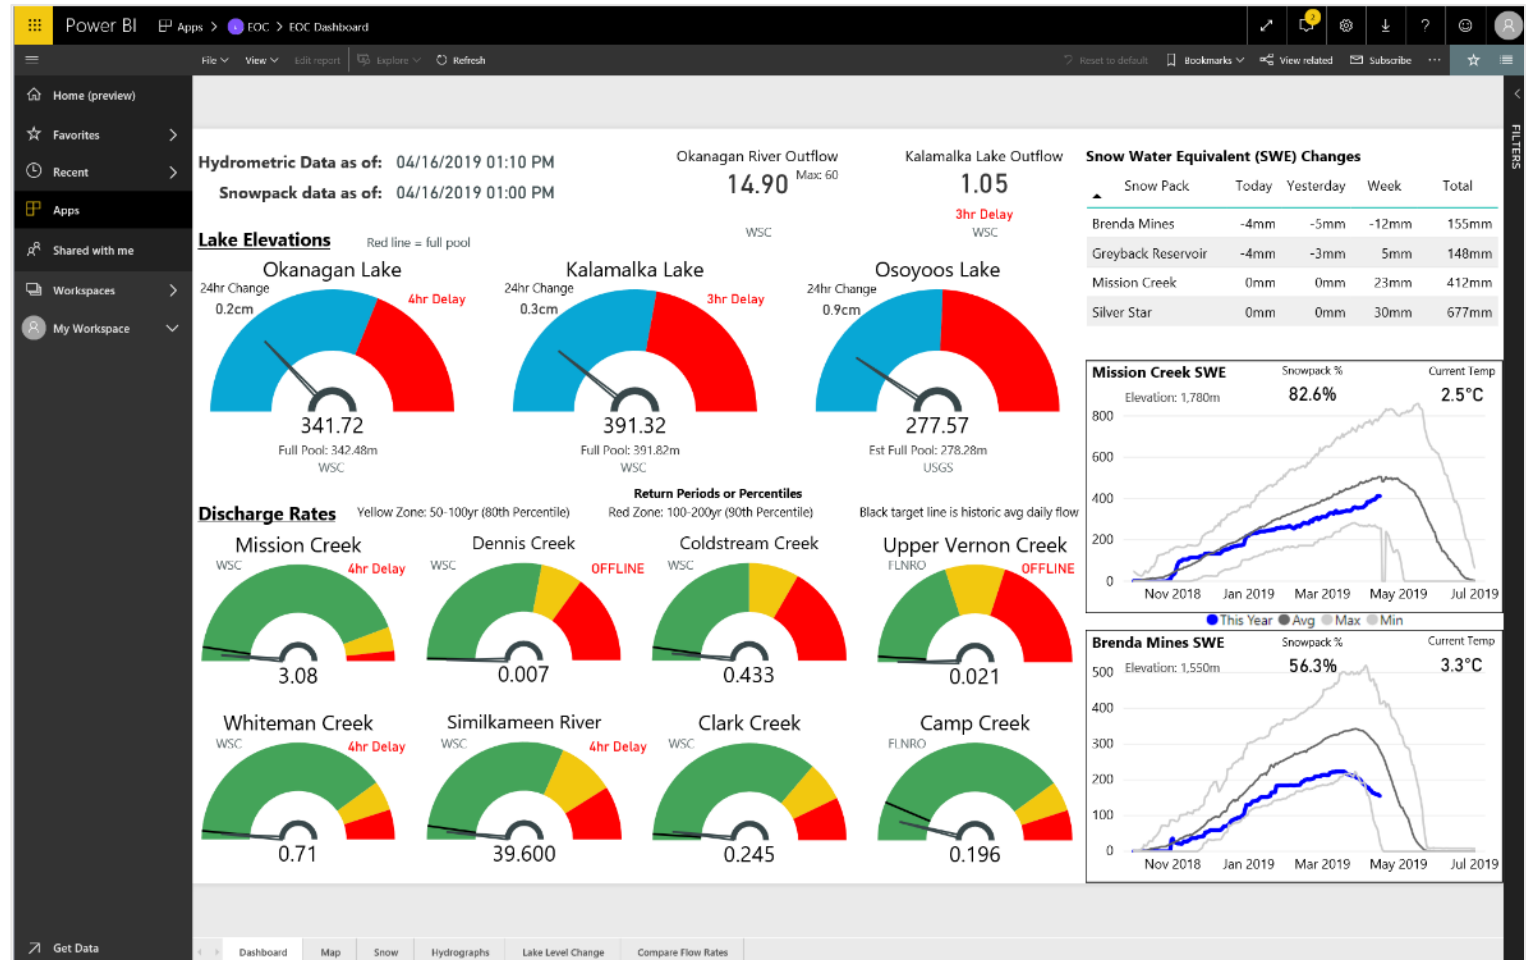 Power BI Apps > EOC > EOC Dashboard 2
File View Edit report Explore Refresh Reset to default Bookmarks View related Subscribe
Home (preview)
Favorites
Recent
Apps
Shared with me
Workspaces
My Workspace
Get Data
FILTERS
Hydrometric Data as of: 04/16/2019 01:10 PM
Snowpack data as of: 04/16/2019 01:00 PM
Okanagan River Outflow
14.90 Max: 60
WSC
Kalamalka Lake Outflow
1.05
3hr Delay
WSC
Lake Elevations Red line = full pool
Okanagan Lake
24hr Change
0.2cm
4hr Delay
341.72
Full Pool: 342.48m
WSC
Kalamalka Lake
24hr Change
0.3cm
3hr Delay
391.32
Full Pool: 391.82m
WSC
Osoyoos Lake
24hr Change
0.9cm
277.57
Est Full Pool: 278.28m
USGS
Return Periods or Percentiles
Discharge Rates Yellow Zone: 50-100yr (80th Percentile) Red Zone: 100-200yr (90th Percentile) Black target line is historic avg daily flow
Mission Creek
WSC
4hr Delay
3.08
Dennis Creek
WSC
OFFLINE
0.007
Coldstream Creek
WSC
0.433
Upper Vernon Creek
FLNRO
OFFLINE
0.021
Whiteman Creek
WSC
4hr Delay
0.71
Similkameen River
WSC
4hr Delay
39.600
Clark Creek
WSC
0.245
Camp Creek
FLNRO
0.196
Snow Water Equivalent (SWE) Changes
Snow Pack Today Yesterday Week Total
Brenda Mines -4mm -5mm -12mm 155mm
Greyback Reservoir -4mm -3mm 5mm 148mm
Mission Creek 0mm 0mm 23mm 412mm
Silver Star 0mm 0mm 30mm 677mm
Mission Creek SWE Snowpack % Current Temp
Elevation: 1,780m 82.6% 2.5°C
800
600
400
200
0
Nov 2018 Jan 2019 Mar 2019 May 2019 Jul 2019
This Year Avg Max Min
Brenda Mines SWE Snowpack % Current Temp
500 Elevation: 1,550m 56.3% 3.3°C
400
300
200
100
0
Nov 2018 Jan 2019 Mar 2019 May 2019 Jul 2019
Dashboard Map Snow Hydrographs Lake Level Change Compare Flow Rates